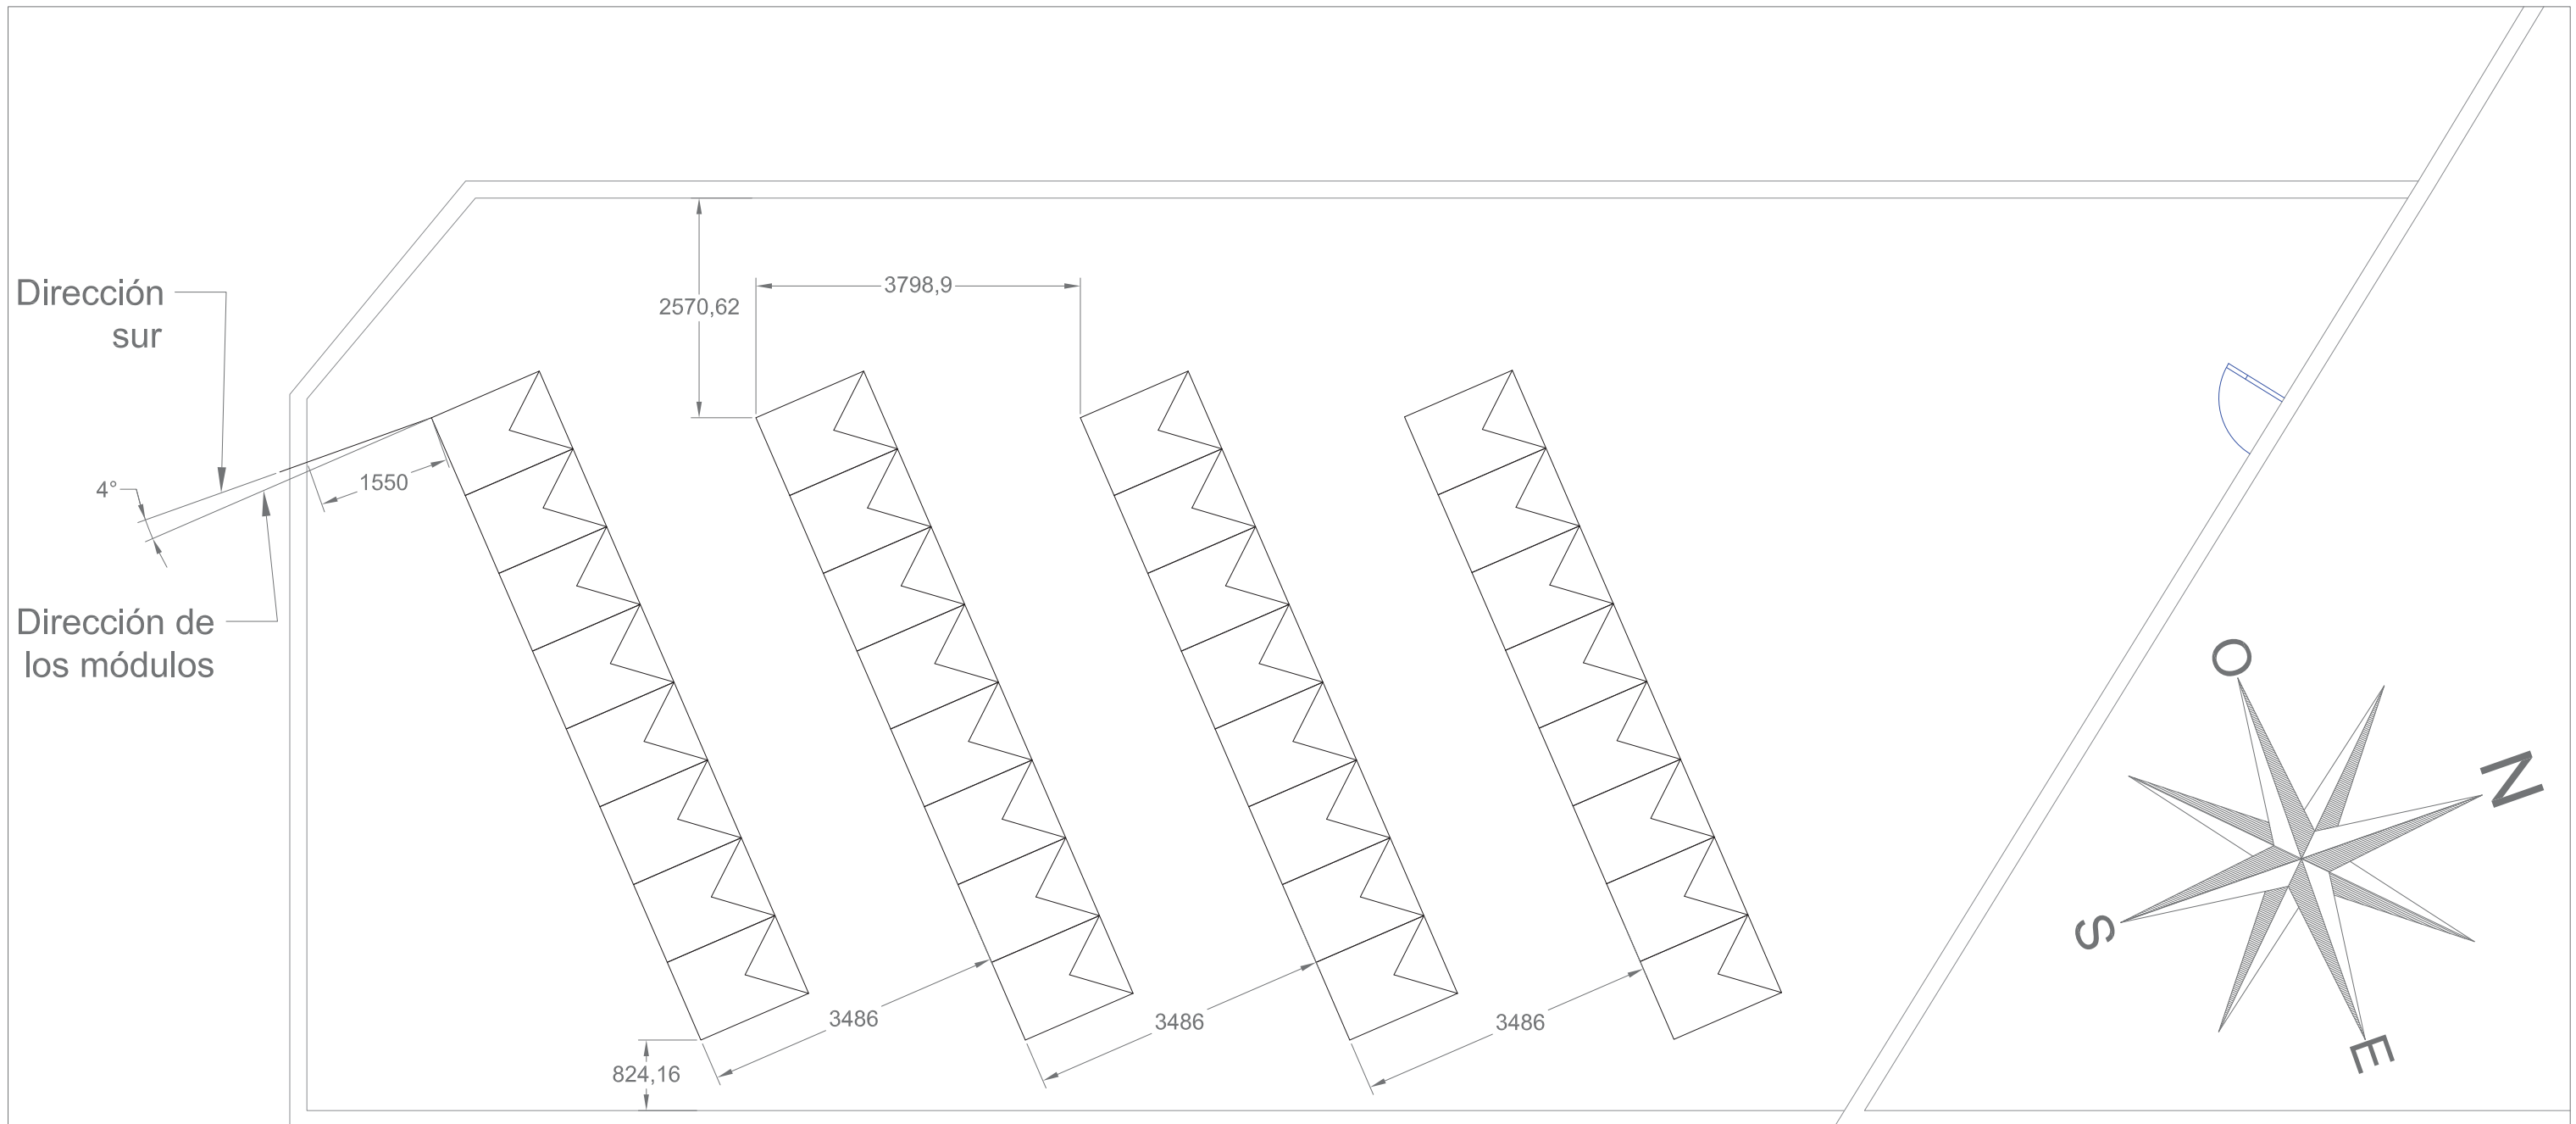 3798,9
2570,62
Dirección
sur
1550
4°
Dirección de
los módulos
O
N
S
3486
3486
3486
E
824,16